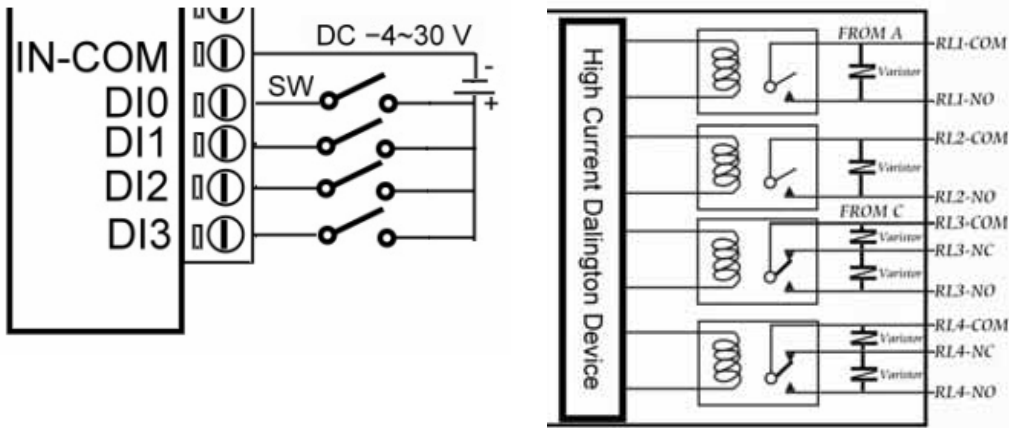 DC −4~30 V
IN-COM
-
SW
DI0
+
DI1
DI2
DI3
High Current Dalington Device
FROM A
RL1-COM
Varistor
RL1-NO
RL2-COM
Varistor
RL2-NO
FROM C
RL3-COM
Varistor
RL3-NC
Varistor
RL3-NO
RL4-COM
Varistor
RL4-NC
Varistor
RL4-NO